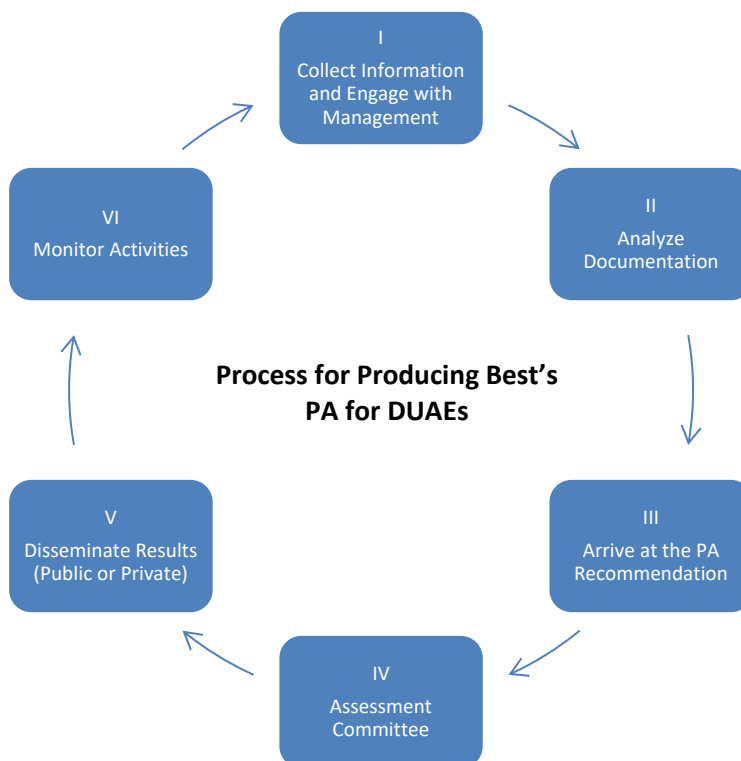 I
Collect Information
and Engage with
Management
II
Analyze
Documentation
III
Arrive at the PA
Recommendation
IV
Assessment
Committee
V
Disseminate Results
(Public or Private)
VI
Monitor Activities
Process for Producing Best’s
PA for DUAEs